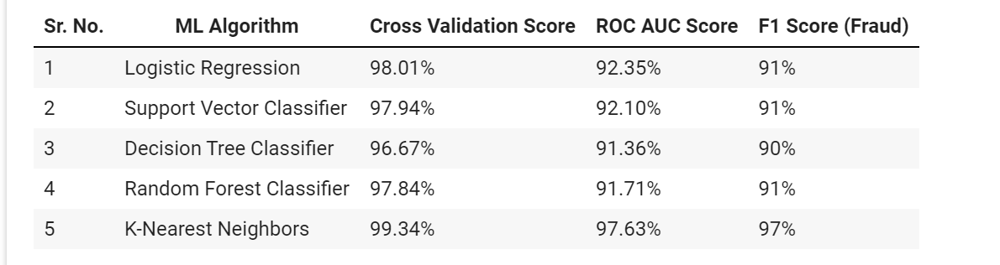 Sr. No. ML Algorithm Cross Validation Score ROC AUC Score F1 Score (Fraud)
1 Logistic Regression 98.01% 92.35% 91%
2 Support Vector Classifier 97.94% 92.10% 91%
3 Decision Tree Classifier 96.67% 91.36% 90%
4 Random Forest Classifier 97.84% 91.71% 91%
5 K-Nearest Neighbors 99.34% 97.63% 97%